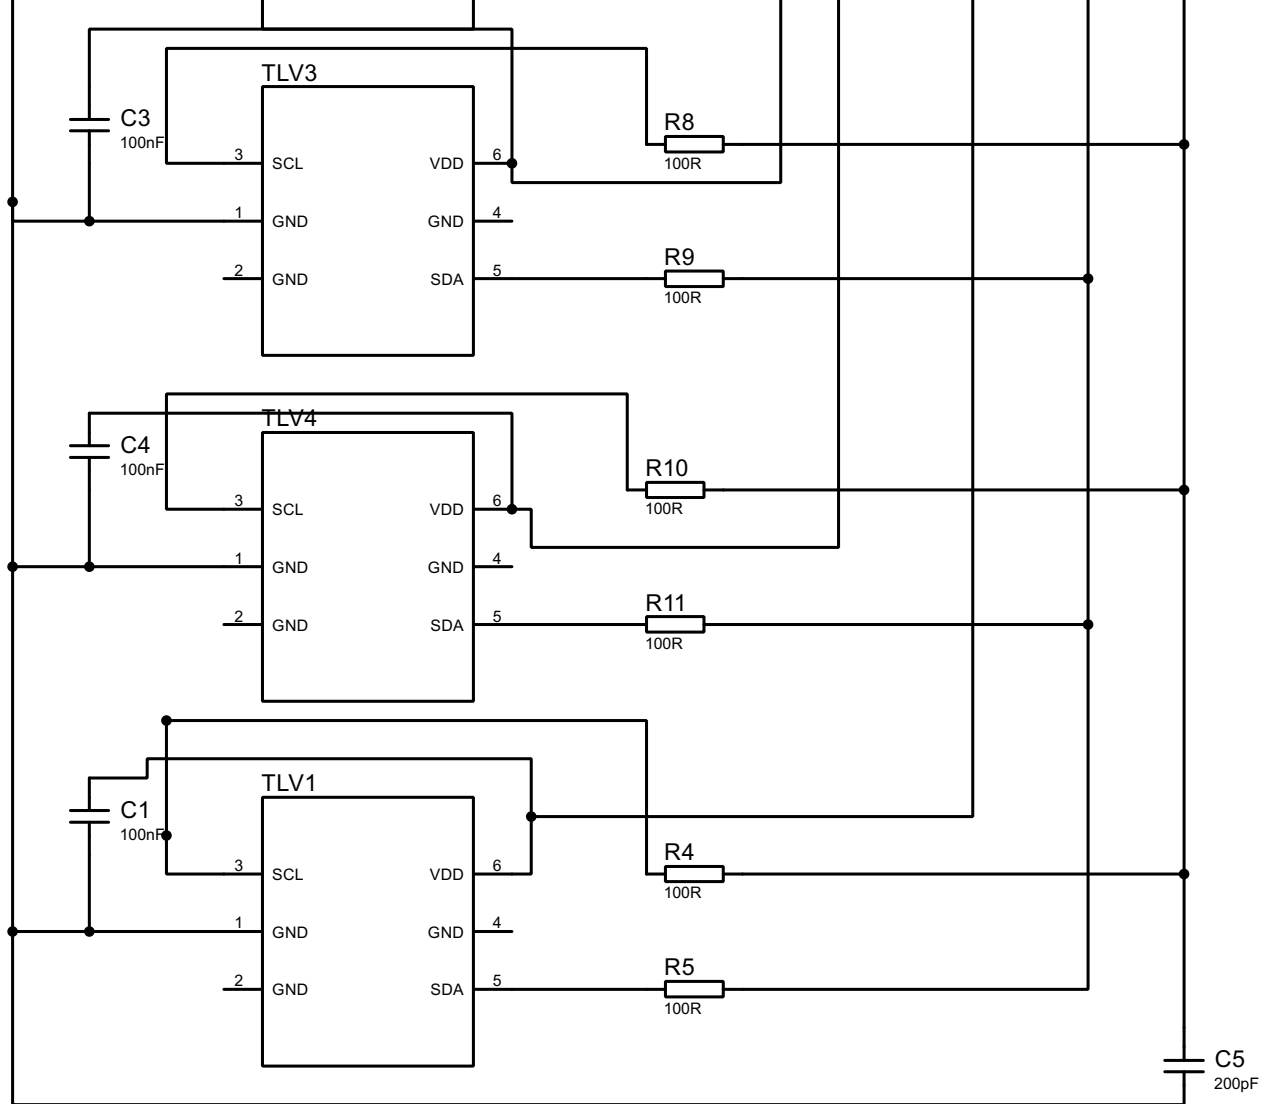 TLV3
C3
100nF
R8
100R
3 SCL VDD 6
1 GND GND 4
2 GND SDA 5
R9
100R
TLV4
C4
100nF
R10
100R
3 SCL VDD 6
1 GND GND 4
2 GND SDA 5
R11
100R
TLV1
C1
100nF
R4
100R
3 SCL VDD 6
1 GND GND 4
2 GND SDA 5
R5
100R
C5
200pF